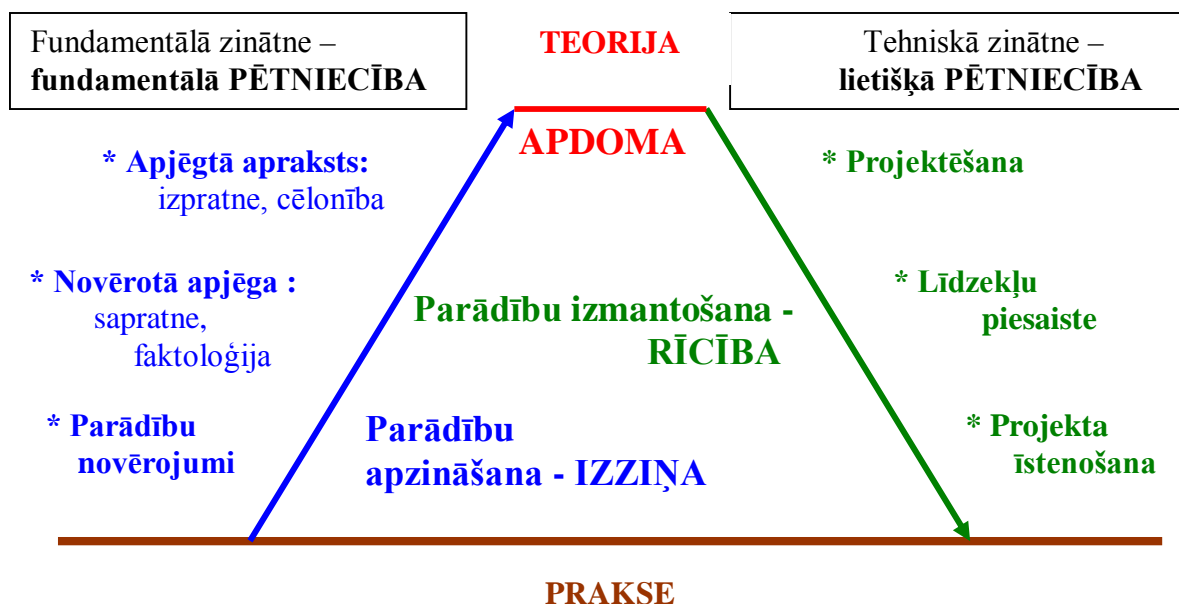 Fundamentālā zinātne –
fundamentālā PĒTNIECĪBA
TEORIJA
Tehniskā zinātne –
lietišķā PĒTNIECĪBA
APDOMA
* Apjēgtā apraksts:
izpratne, cēlonība
* Novērotā apjēga :
sapratne,
faktoloģija
* Parādību
novērojumi
Parādību izmantošana -
RĪCĪBA
Parādību
apzināšana - IZZIŅA
* Projektēšana
* Līdzekļu
piesaiste
* Projekta
īstenošana
PRAKSE